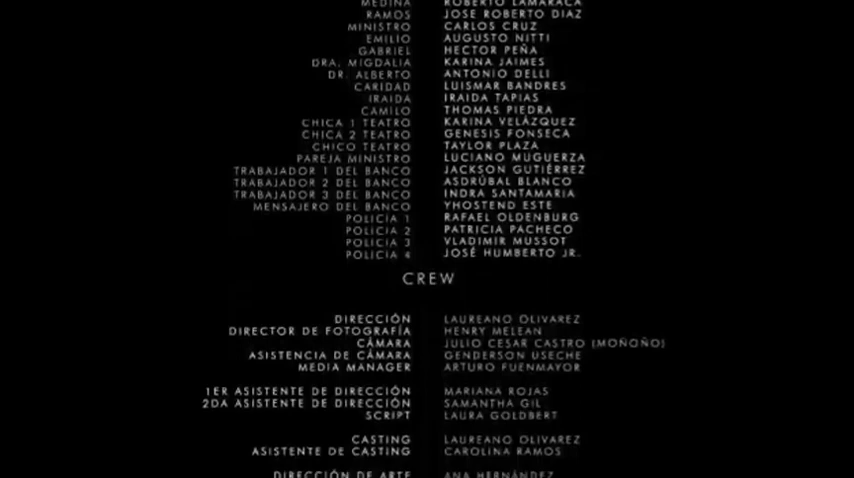 MEDINA ROBERTO LAMARACA
RAMOS JOSE ROBERTO DIAZ
MINISTRO CARLOS CRUZ
EMILIO AUGUSTO NITTI
GABRIEL HECTOR PEÑA
DRA. MIGDALIA KARINA JAIMES
DR. ALBERTO ANTONIO DELLI
CARIDAD LUISMAR BANDRES
IRAIDA IRAIDA TAPIAS
CAMILO THOMAS PIEDRA
CHICA 1 TEATRO KARINA VELÁZQUEZ
CHICA 2 TEATRO GENESIS FONSECA
CHICO TEATRO TAYLOR PLAZA
PAREJA MINISTRO LUCIANO MUGUERZA
TRABAJADOR 1 DEL BANCO JACKSON GUTIÉRREZ
TRABAJADOR 2 DEL BANCO ASDRÚBAL BLANCO
TRABAJADOR 3 DEL BANCO INDRA SANTAMARIA
MENSAJERO DEL BANCO YHOSTEND ESTE
POLICIA 1 RAFAEL OLDENBURG
POLICIA 2 PATRICIA PACHECO
POLICIA 3 VLADIMIR MUSSOT
POLICIA 4 JOSÉ HUMBERTO JR.
CREW
DIRECCIÓN LAUREANO OLIVAREZ
DIRECTOR DE FOTOGRAFÍA HENRY MELEAN
CÁMARA JULIO CESAR CASTRO (MOÑOÑO)
ASISTENCIA DE CÁMARA GENDERSON USECHE
MEDIA MANAGER ARTURO FUENMAYOR
1ER ASISTENTE DE DIRECCIÓN MARIANA ROJAS
2DA ASISTENTE DE DIRECCIÓN SAMANTHA GIL
SCRIPT LAURA GOLDBERT
CASTING LAUREANO OLIVAREZ
ASISTENTE DE CASTING CAROLINA RAMOS
DIRECCIÓN DE ARTE ANA HERNÁNDEZ